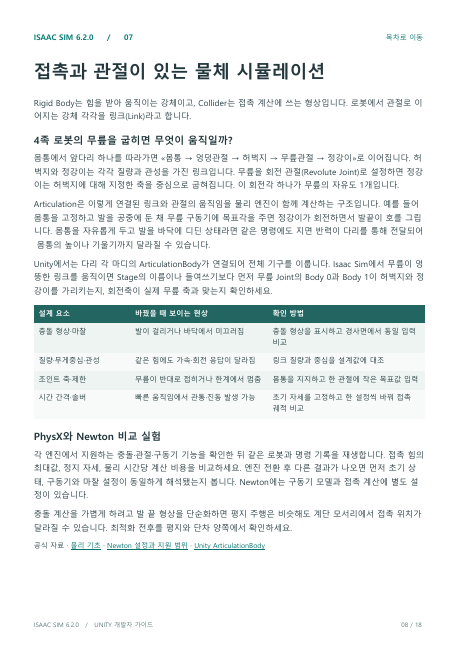 ISAAC SIM 6.2.0 / 07 목차로 이동
접촉과 관절이 있는 물체 시뮬레이션
Rigid Body는 힘을 받아 움직이는 강체이고, Collider는 접촉 계산에 쓰는 형상입니다. 로봇에서 관절로 이
어지는 강체 각각을 링크(Link)라고 합니다.
4족 로봇의 무릎을 굽히면 무엇이 움직일까?
몸통에서 앞다리 하나를 따라가면 «몸통 → 엉덩관절 → 허벅지 → 무릎관절 → 정강이»로 이어집니다. 허
벅지와 정강이는 각각 질량과 관성을 가진 링크입니다. 무릎을 회전 관절(Revolute Joint)로 설정하면 정강
이는 허벅지에 대해 지정한 축을 중심으로 굽혀집니다. 이 회전각 하나가 무릎의 자유도 1개입니다.
Articulation은 이렇게 연결된 링크와 관절의 움직임을 물리 엔진이 함께 계산하는 구조입니다. 예를 들어
몸통을 고정하고 발을 공중에 둔 채 무릎 구동기에 목표각을 주면 정강이가 회전하면서 발끝이 호를 그립
니다. 몸통을 자유롭게 두고 발을 바닥에 디딘 상태라면 같은 명령에도 지면 반력이 다리를 통해 전달되어
몸통의 높이나 기울기까지 달라질 수 있습니다.
Unity에서는 다리 각 마디의 ArticulationBody가 연결되어 전체 기구를 이룹니다. Isaac Sim에서 무릎이 엉
뚱한 링크를 움직이면 Stage의 이름이나 들여쓰기보다 먼저 무릎 Joint의 Body 0과 Body 1이 허벅지와 정
강이를 가리키는지, 회전축이 실제 무릎 축과 맞는지 확인하세요.
설계 요소 바꿨을 때 보이는 현상 확인 방법
충돌 형상·마찰 발이 걸리거나 바닥에서 미끄러짐 충돌 형상을 표시하고 경사면에서 동일 입력
비교
질량·무게중심·관성 같은 힘에도 가속·회전 응답이 달라짐 링크 질량과 중심을 설계값에 대조
조인트 축·제한 무릎이 반대로 접히거나 한계에서 멈춤 몸통을 지지하고 한 관절에 작은 목표값 입력
시간 간격·솔버 빠른 움직임에서 관통·진동 발생 가능 초기 자세를 고정하고 한 설정씩 바꿔 접촉
궤적 비교
PhysX와 Newton 비교 실험
각 엔진에서 지원하는 충돌·관절·구동기 기능을 확인한 뒤 같은 로봇과 명령 기록을 재생합니다. 접촉 힘의
최대값, 정지 자세, 물리 시간당 계산 비용을 비교하세요. 엔진 전환 후 다른 결과가 나오면 먼저 초기 상
태, 구동기와 마찰 설정이 동일하게 해석됐는지 봅니다. Newton에는 구동기 모델과 접촉 계산에 별도 설
정이 있습니다.
충돌 계산을 가볍게 하려고 발 끝 형상을 단순화하면 평지 주행은 비슷해도 계단 모서리에서 접촉 위치가
달라질 수 있습니다. 최적화 전후를 평지와 단차 양쪽에서 확인하세요.
공식 자료 · 물리 기초 · Newton 설정과 지원 범위 · Unity ArticulationBody
ISAAC SIM 6.2.0 / UNITY 개발자 가이드 08 / 18